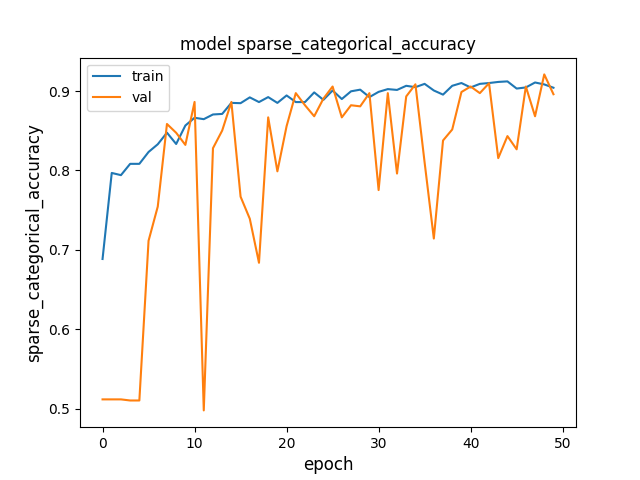 model sparse_categorical_accuracy
train
val
0.9
0.8
0.7
0.6
0.5
sparse_categorical_accuracy
0 10 20 30 40 50
epoch